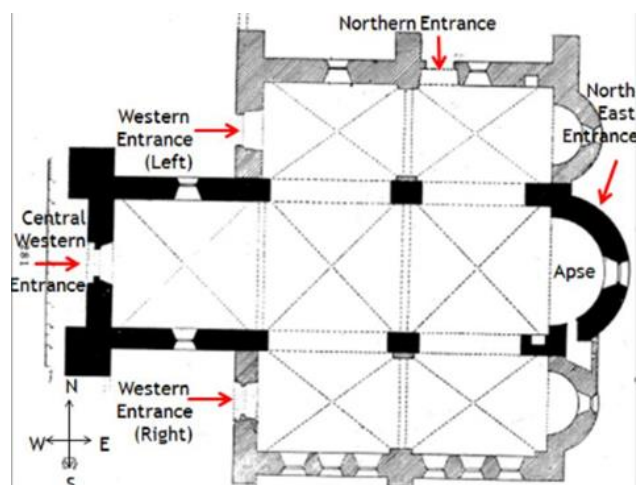 Northern Entrance
North
East
Entrance
Western
Entrance
(Left)
Central
Western
Entrance
Apse
Western
Entrance
(Right)
N
W
E
S